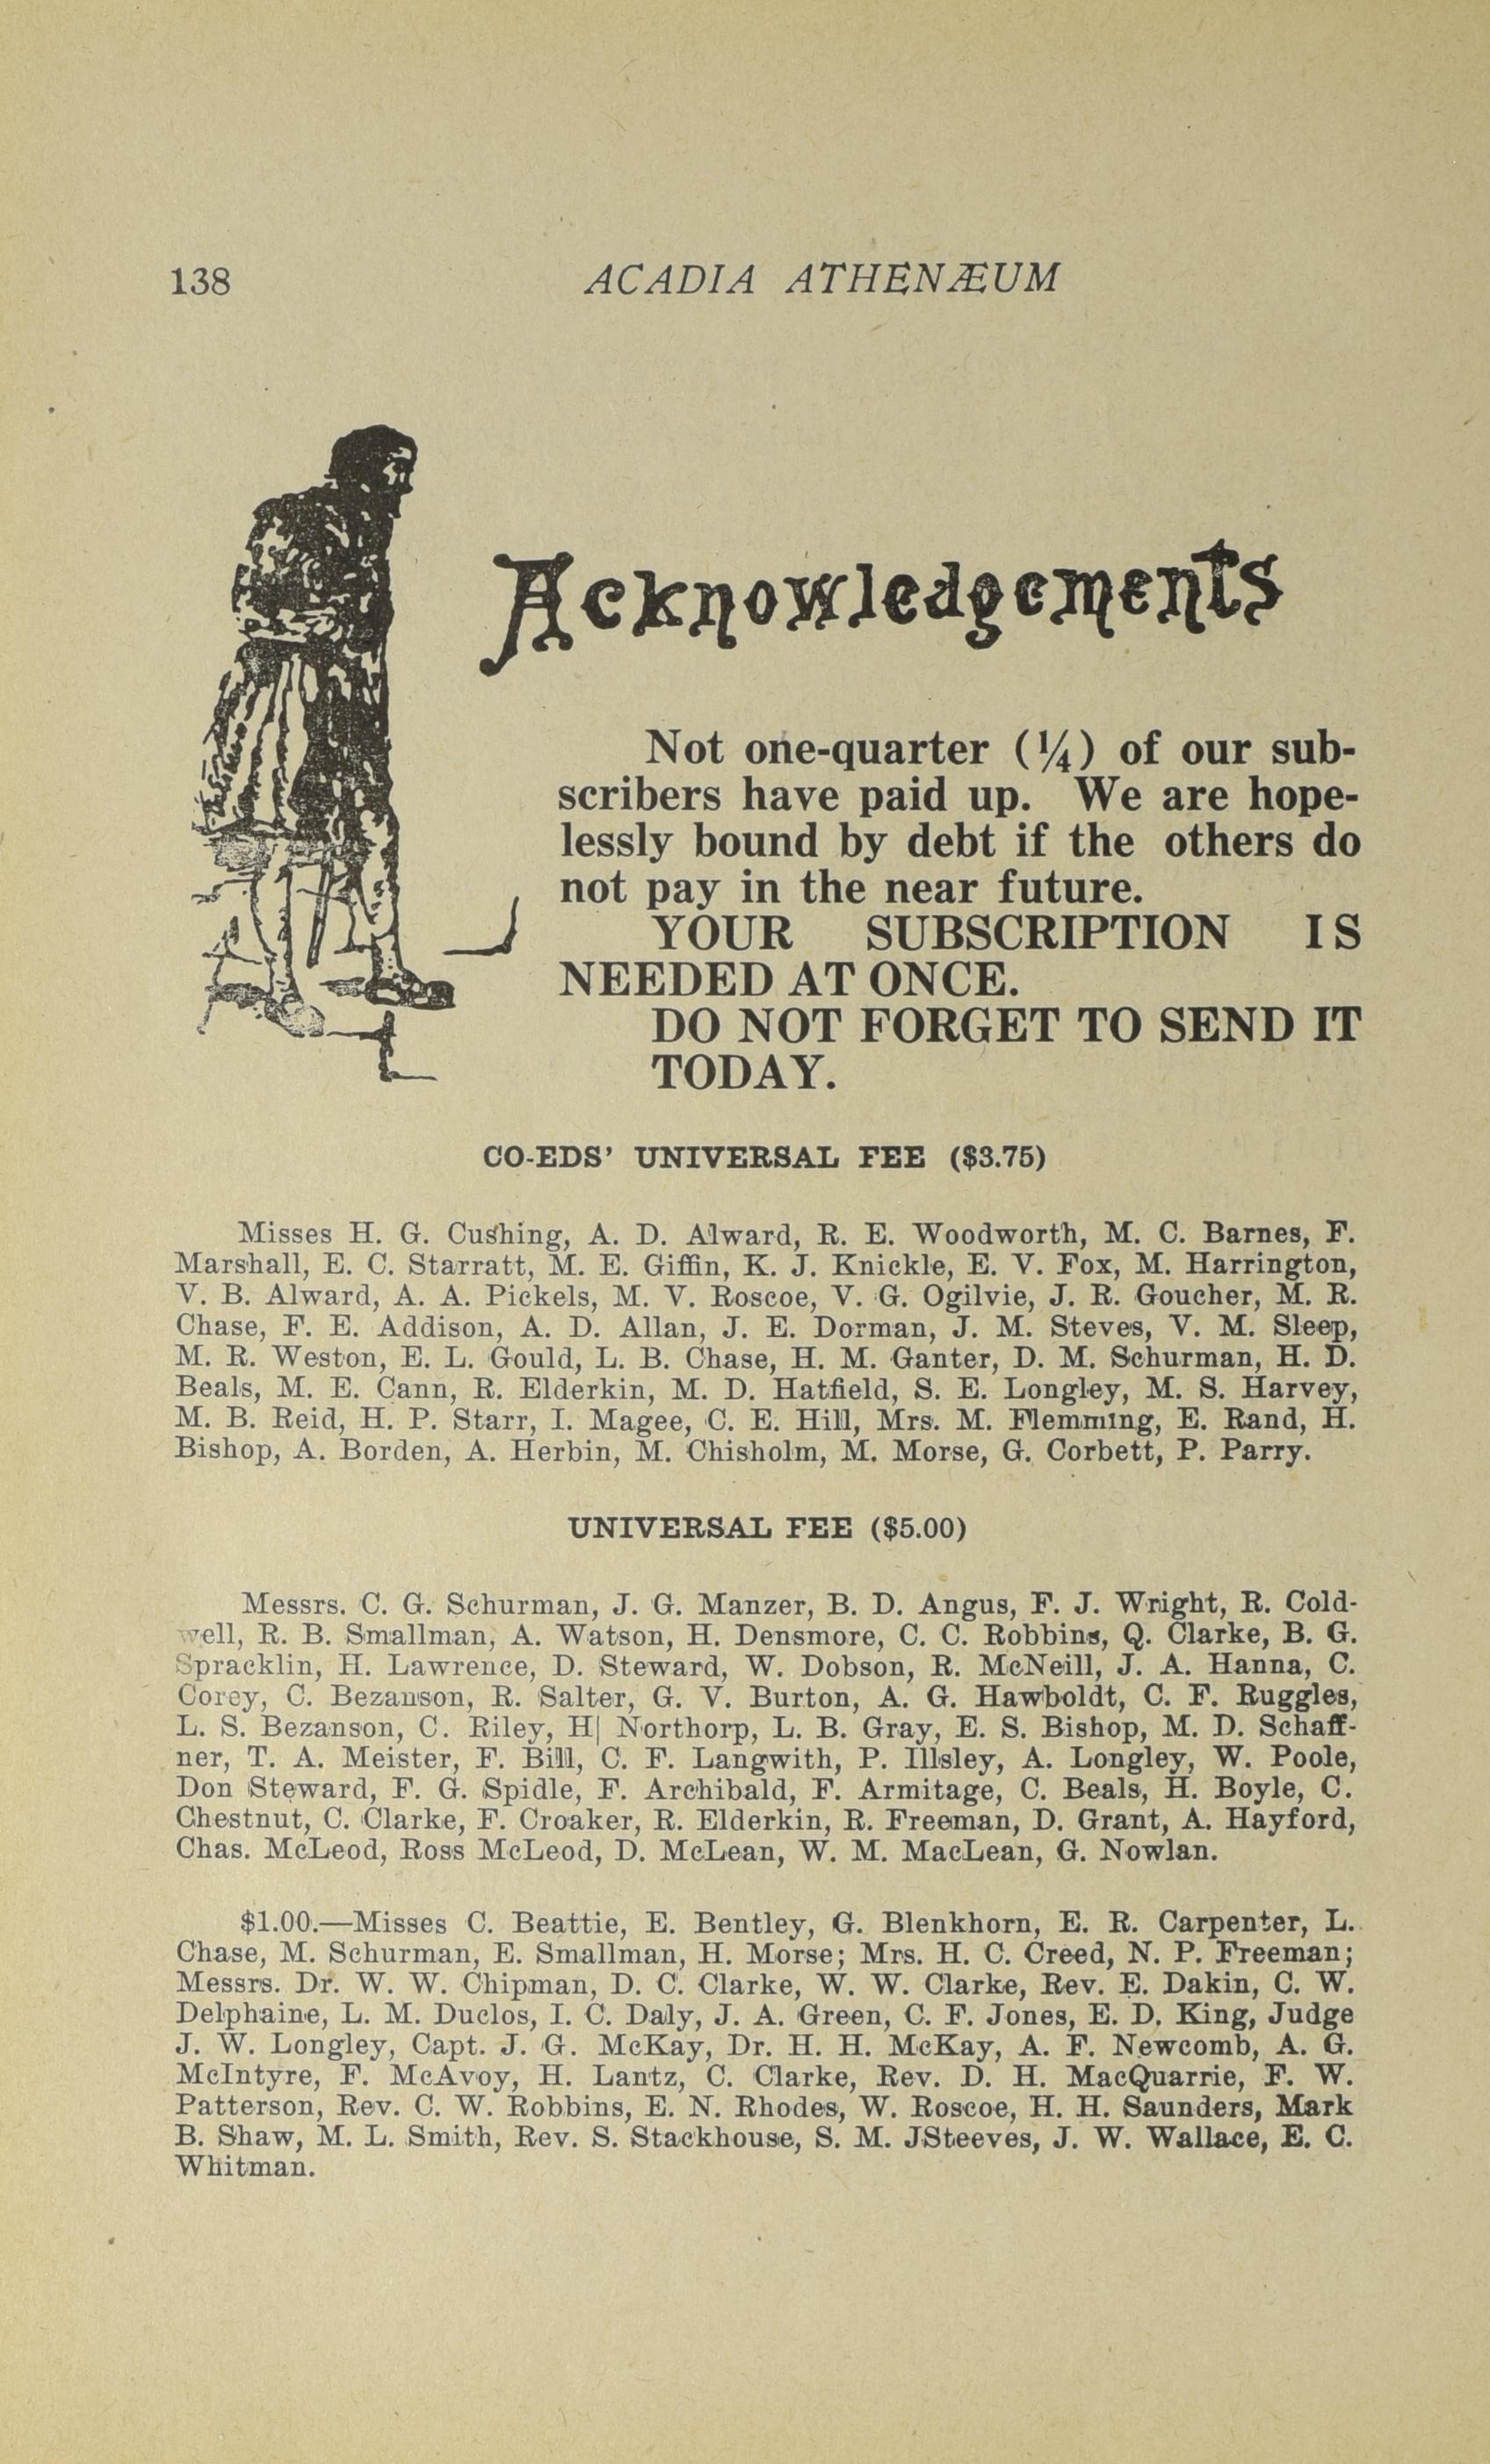 138
ACADIA ATHENÆUM
Acknowledgements
Not one-quarter (¼) of our sub-
scribers have paid up. We are hope-
lessly bound by debt if the others do
not pay in the near future.
YOUR SUBSCRIPTION IS
NEEDED AT ONCE.
DO NOT FORGET TO SEND IT
TODAY.
CO-EDS' UNIVERSAL FEE ($3.75)
Misses H. G. Cushing, A. D. Alward, R. E. Woodworth, M. C. Barnes, F.
Marshall, E. C. Starratt, M. E. Giffin, K. J. Knickle, E. V. Fox, M. Harrington,
V. B. Alward, A. A. Pickels, M. V. Roscoe, V. G. Ogilvie, J. R. Goucher, M. R.
Chase, F. E. Addison, A. D. Allan, J. E. Dorman, J. M. Steves, V. M. Sleep,
M. R. Weston, E. L. Gould, L. B. Chase, H. M. Ganter, D. M. Schurman, H. D.
Beals, M. E. Cann, R. Elderkin, M. D. Hatfield, S. E. Longley, M. S. Harvey,
M. B. Reid, H. P. Starr, I. Magee, C. E. Hill, Mrs. M. Flemming, E. Rand, H.
Bishop, A. Borden, A. Herbin, M. Chisholm, M. Morse, G. Corbett, P. Parry.
UNIVERSAL FEE ($5.00)
Messrs. C. G. Schurman, J. G. Manzer, B. D. Angus, F. J. Wright, R. Cold-
well, R. B. Smallman, A. Watson, H. Densmore, C. C. Robbins, Q. Clarke, B. G.
Spracklin, H. Lawrence, D. Steward, W. Dobson, R. McNeill, J. A. Hanna, C.
Corey, C. Bezanson, R. Salter, G. V. Burton, A. G. Hawboldt, C. F. Ruggles,
L. S. Bezanson, C. Riley, H| Northorp, L. B. Gray, E. S. Bishop, M. D. Schaff-
ner, T. A. Meister, F. Bill, C. F. Langwith, P. Illsley, A. Longley, W. Poole,
Don Steward, F. G. Spidle, F. Archibald, F. Armitage, C. Beals, H. Boyle, C.
Chestnut, C. Clarke, F. Croaker, R. Elderkin, R. Freeman, D. Grant, A. Hayford,
Chas. McLeod, Ross McLeod, D. McLean, W. M. MacLean, G. Nowlan.
$1.00.—Misses C. Beattie, E. Bentley, G. Blenkhorn, E. R. Carpenter, L.
Chase, M. Schurman, E. Smallman, H. Morse; Mrs. H. C. Creed, N. P. Freeman;
Messrs. Dr. W. W. Chipman, D. C. Clarke, W. W. Clarke, Rev. E. Dakin, C. W.
Delphaine, L. M. Duclos, I. C. Daly, J. A. Green, C. F. Jones, E. D. King, Judge
J. W. Longley, Capt. J. G. McKay, Dr. H. H. McKay, A. F. Newcomb, A. G.
McIntyre, F. McAvoy, H. Lantz, C. Clarke, Rev. D. H. MacQuarrie, F. W.
Patterson, Rev. C. W. Robbins, E. N. Rhodes, W. Roscoe, H. H. Saunders, Mark
B. Shaw, M. L. Smith, Rev. S. Stackhouse, S. M. JSteeves, J. W. Wallace, E. C.
Whitman.